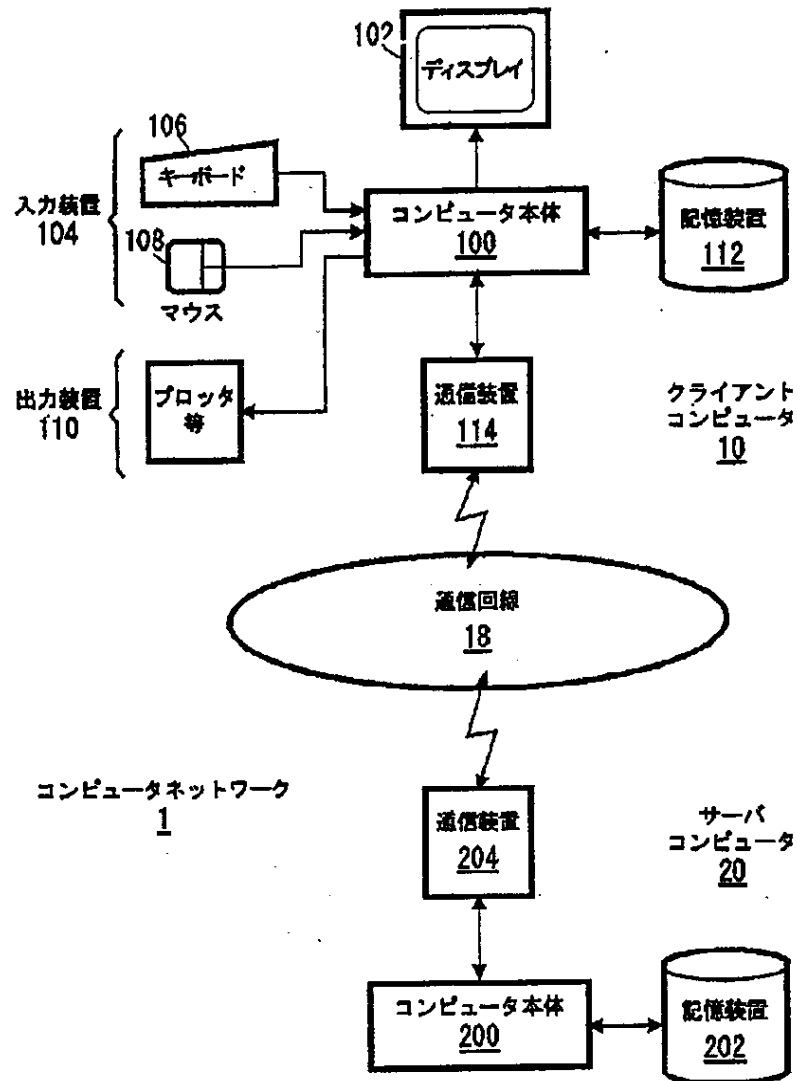 102
ディスプレイ
106
キーボード
入力装置
104
108
マウス
コンピュータ本体
100
記憶装置
112
出力装置
110
プロッタ
等
通信装置
114
クライアント
コンピュータ
10
通信回線
18
コンピュータネットワーク
1
通信装置
204
サーバ
コンピュータ
20
コンピュータ本体
200
記憶装置
202